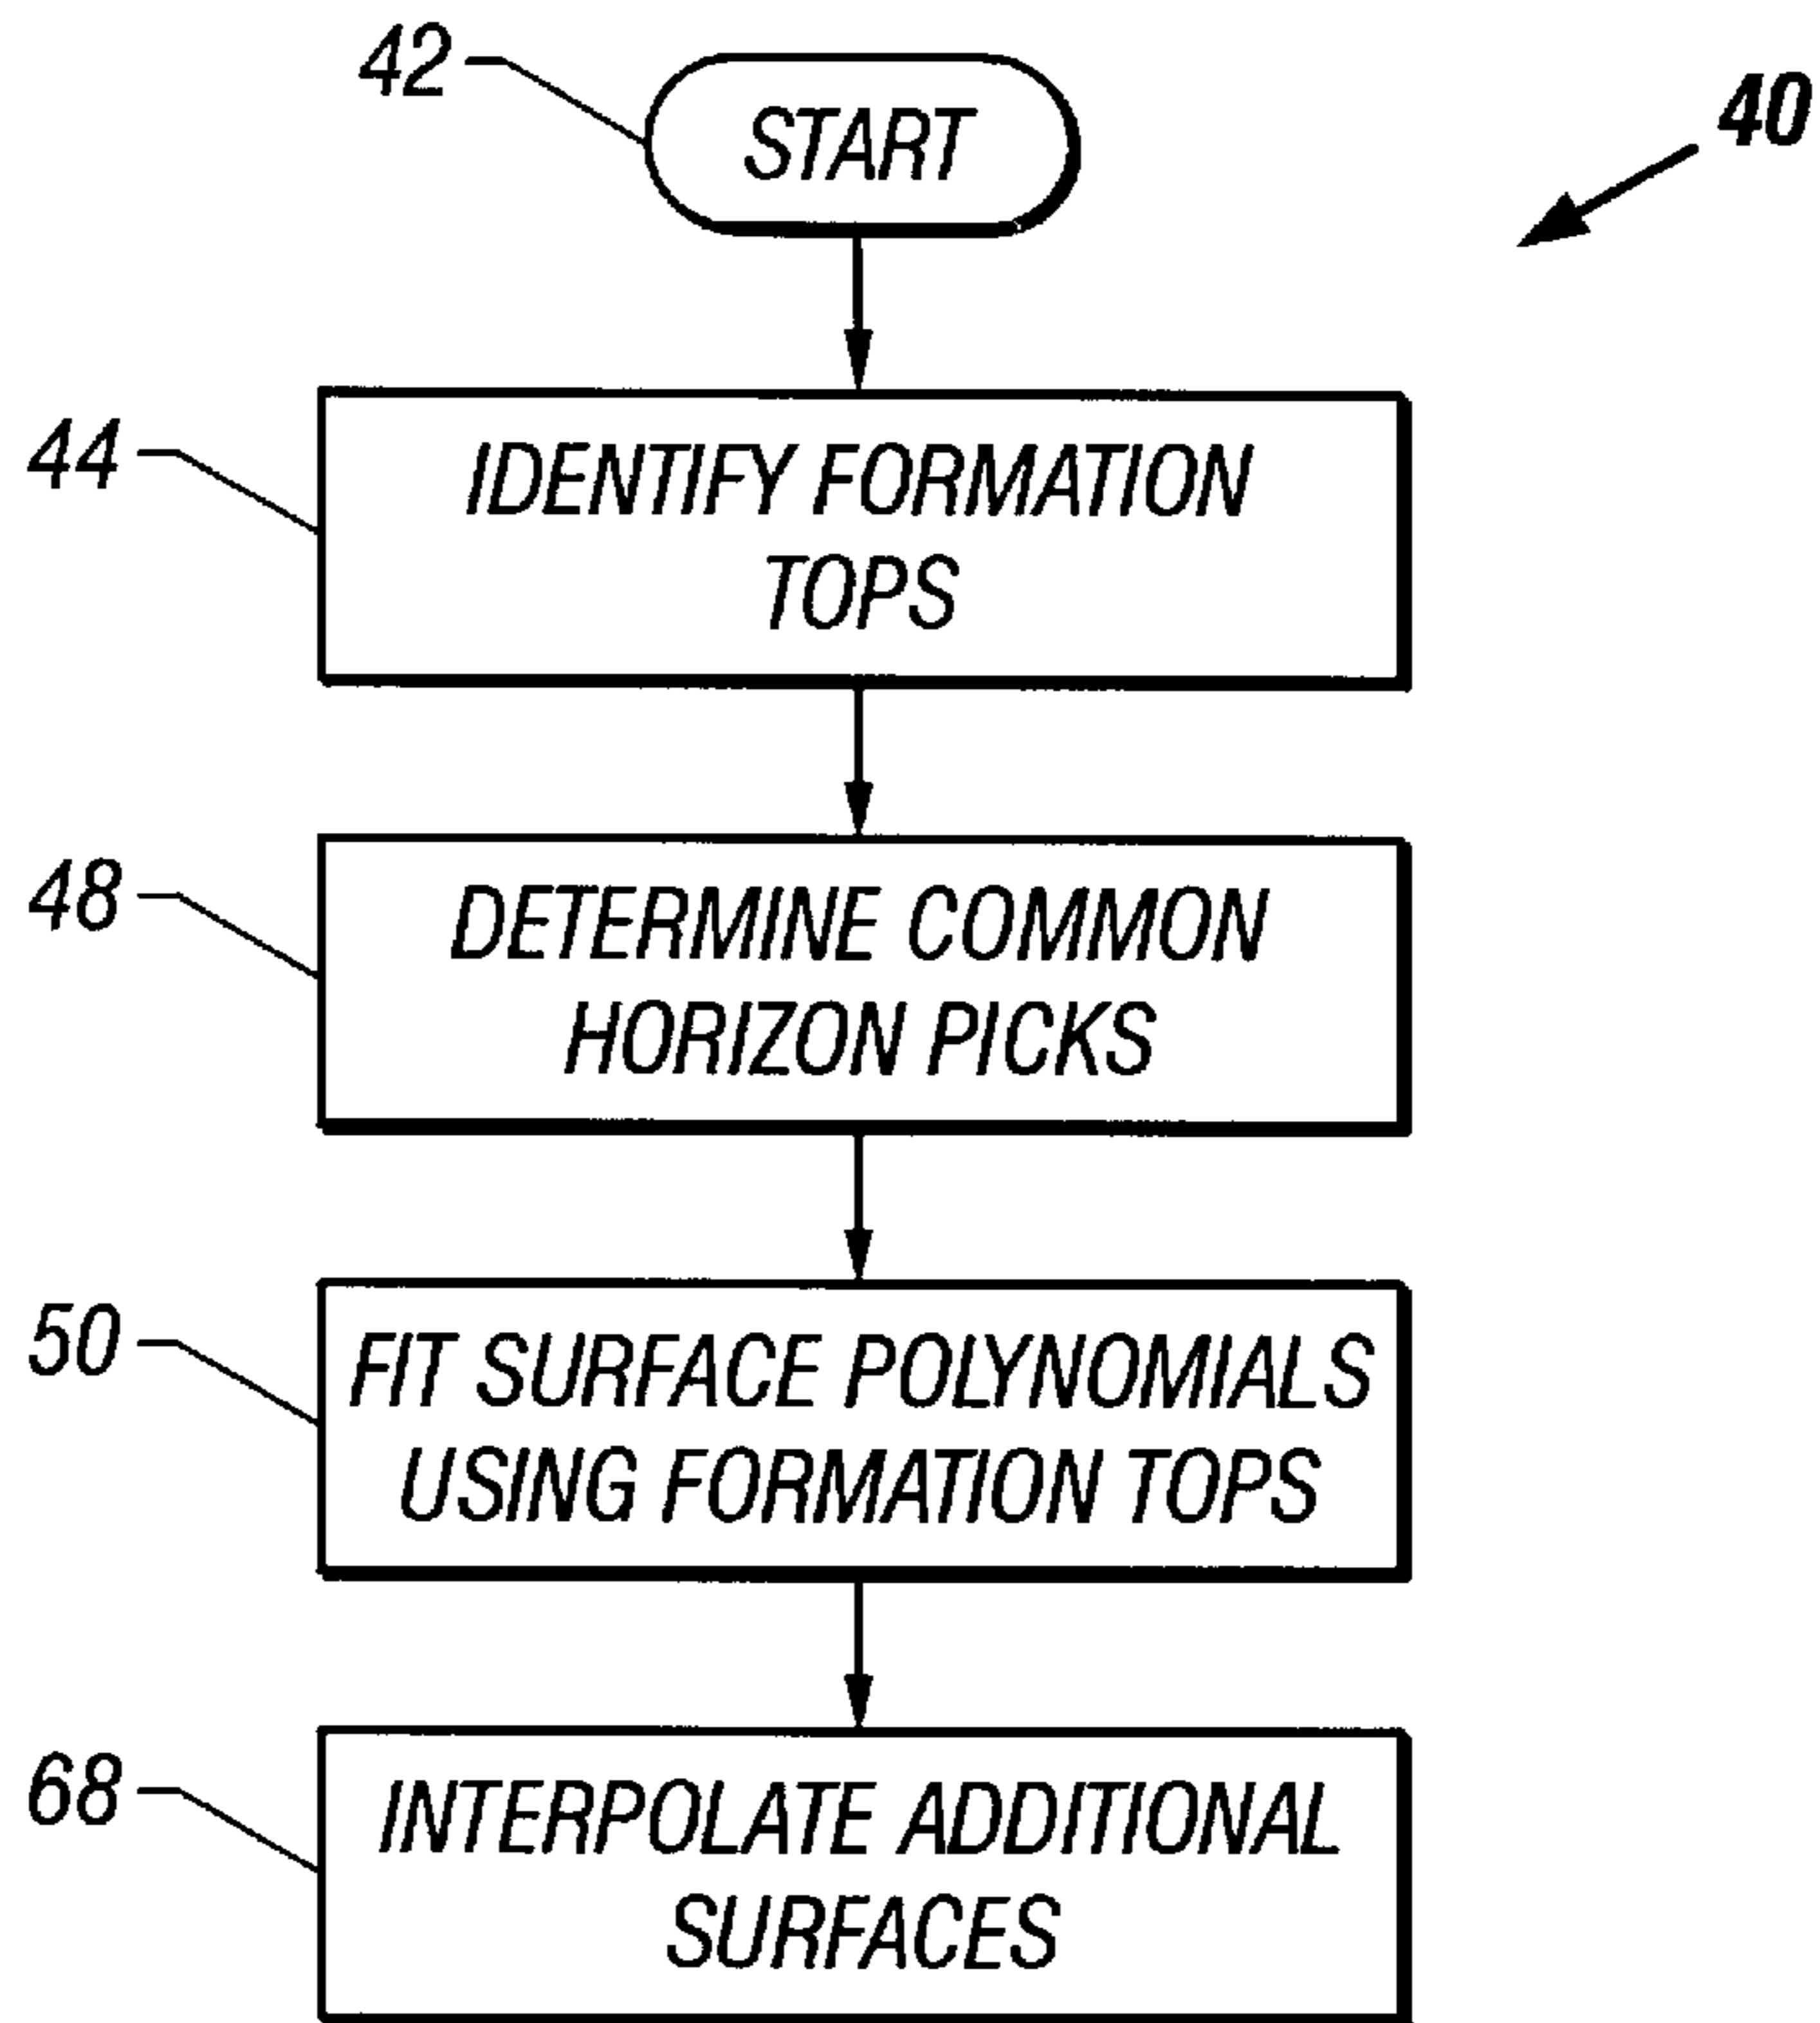 42
START
40
44
IDENTIFY FORMATION
TOPS
48
DETERMINE COMMON
HORIZON PICKS
50
FIT SURFACE POLYNOMIALS
USING FORMATION TOPS
68
INTERPOLATE ADDITIONAL
SURFACES